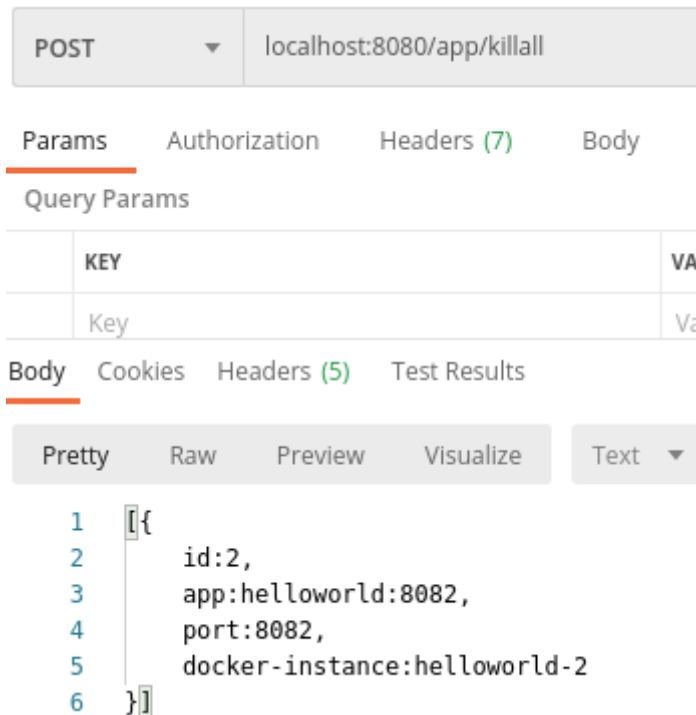 POST localhost:8080/app/killall
Params Authorization Headers (7) Body
Query Params
KEY VA
Key Va
Body Cookies Headers (5) Test Results
Pretty Raw Preview Visualize Text
1 [{
2 id:2,
3 app:helloworld:8082,
4 port:8082,
5 docker-instance:helloworld-2
6 }]